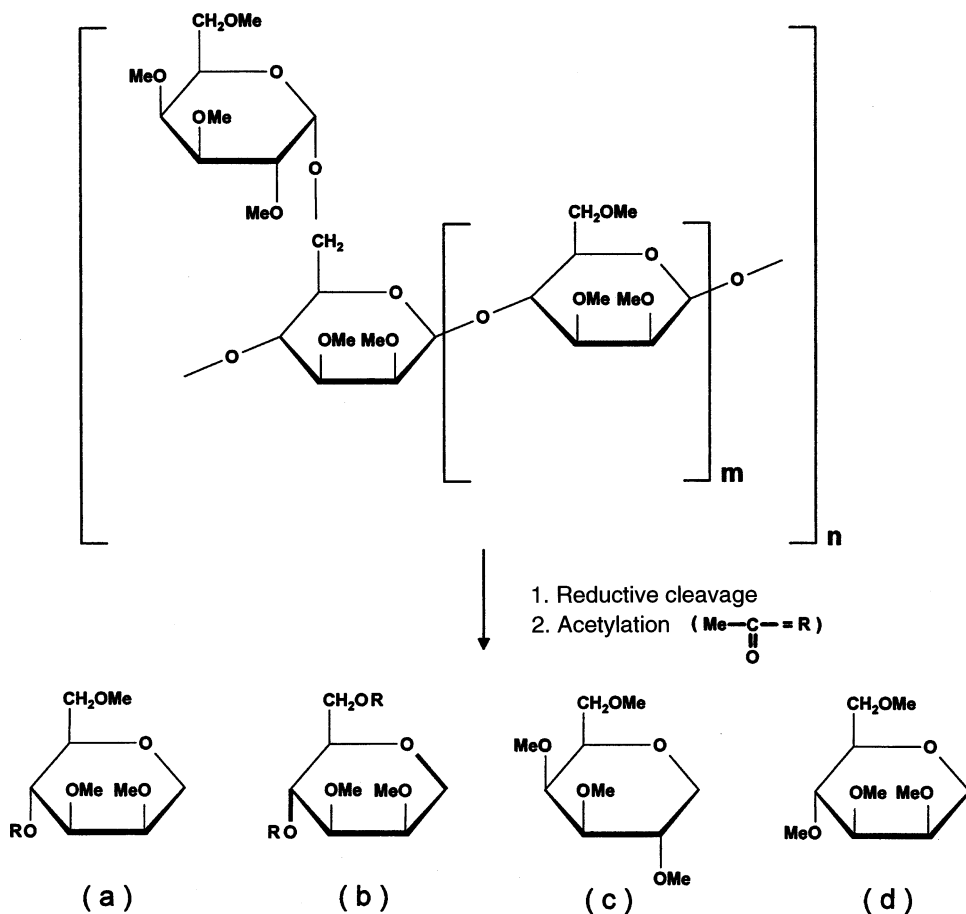 CH2OMe
O
MeO
OMe
O
MeO
CH2
CH2OMe
O
O
OMe MeO
O
O
OMe MeO
O
m
n
1. Reductive cleavage
2. Acetylation (Me—C—=R)
O
CH2OMe
O
OMe MeO
RO
CH2OR
O
OMe MeO
RO
CH2OMe
MeO
O
OMe
OMe
CH2OMe
O
OMe MeO
MeO
(a) (b) (c) (d)